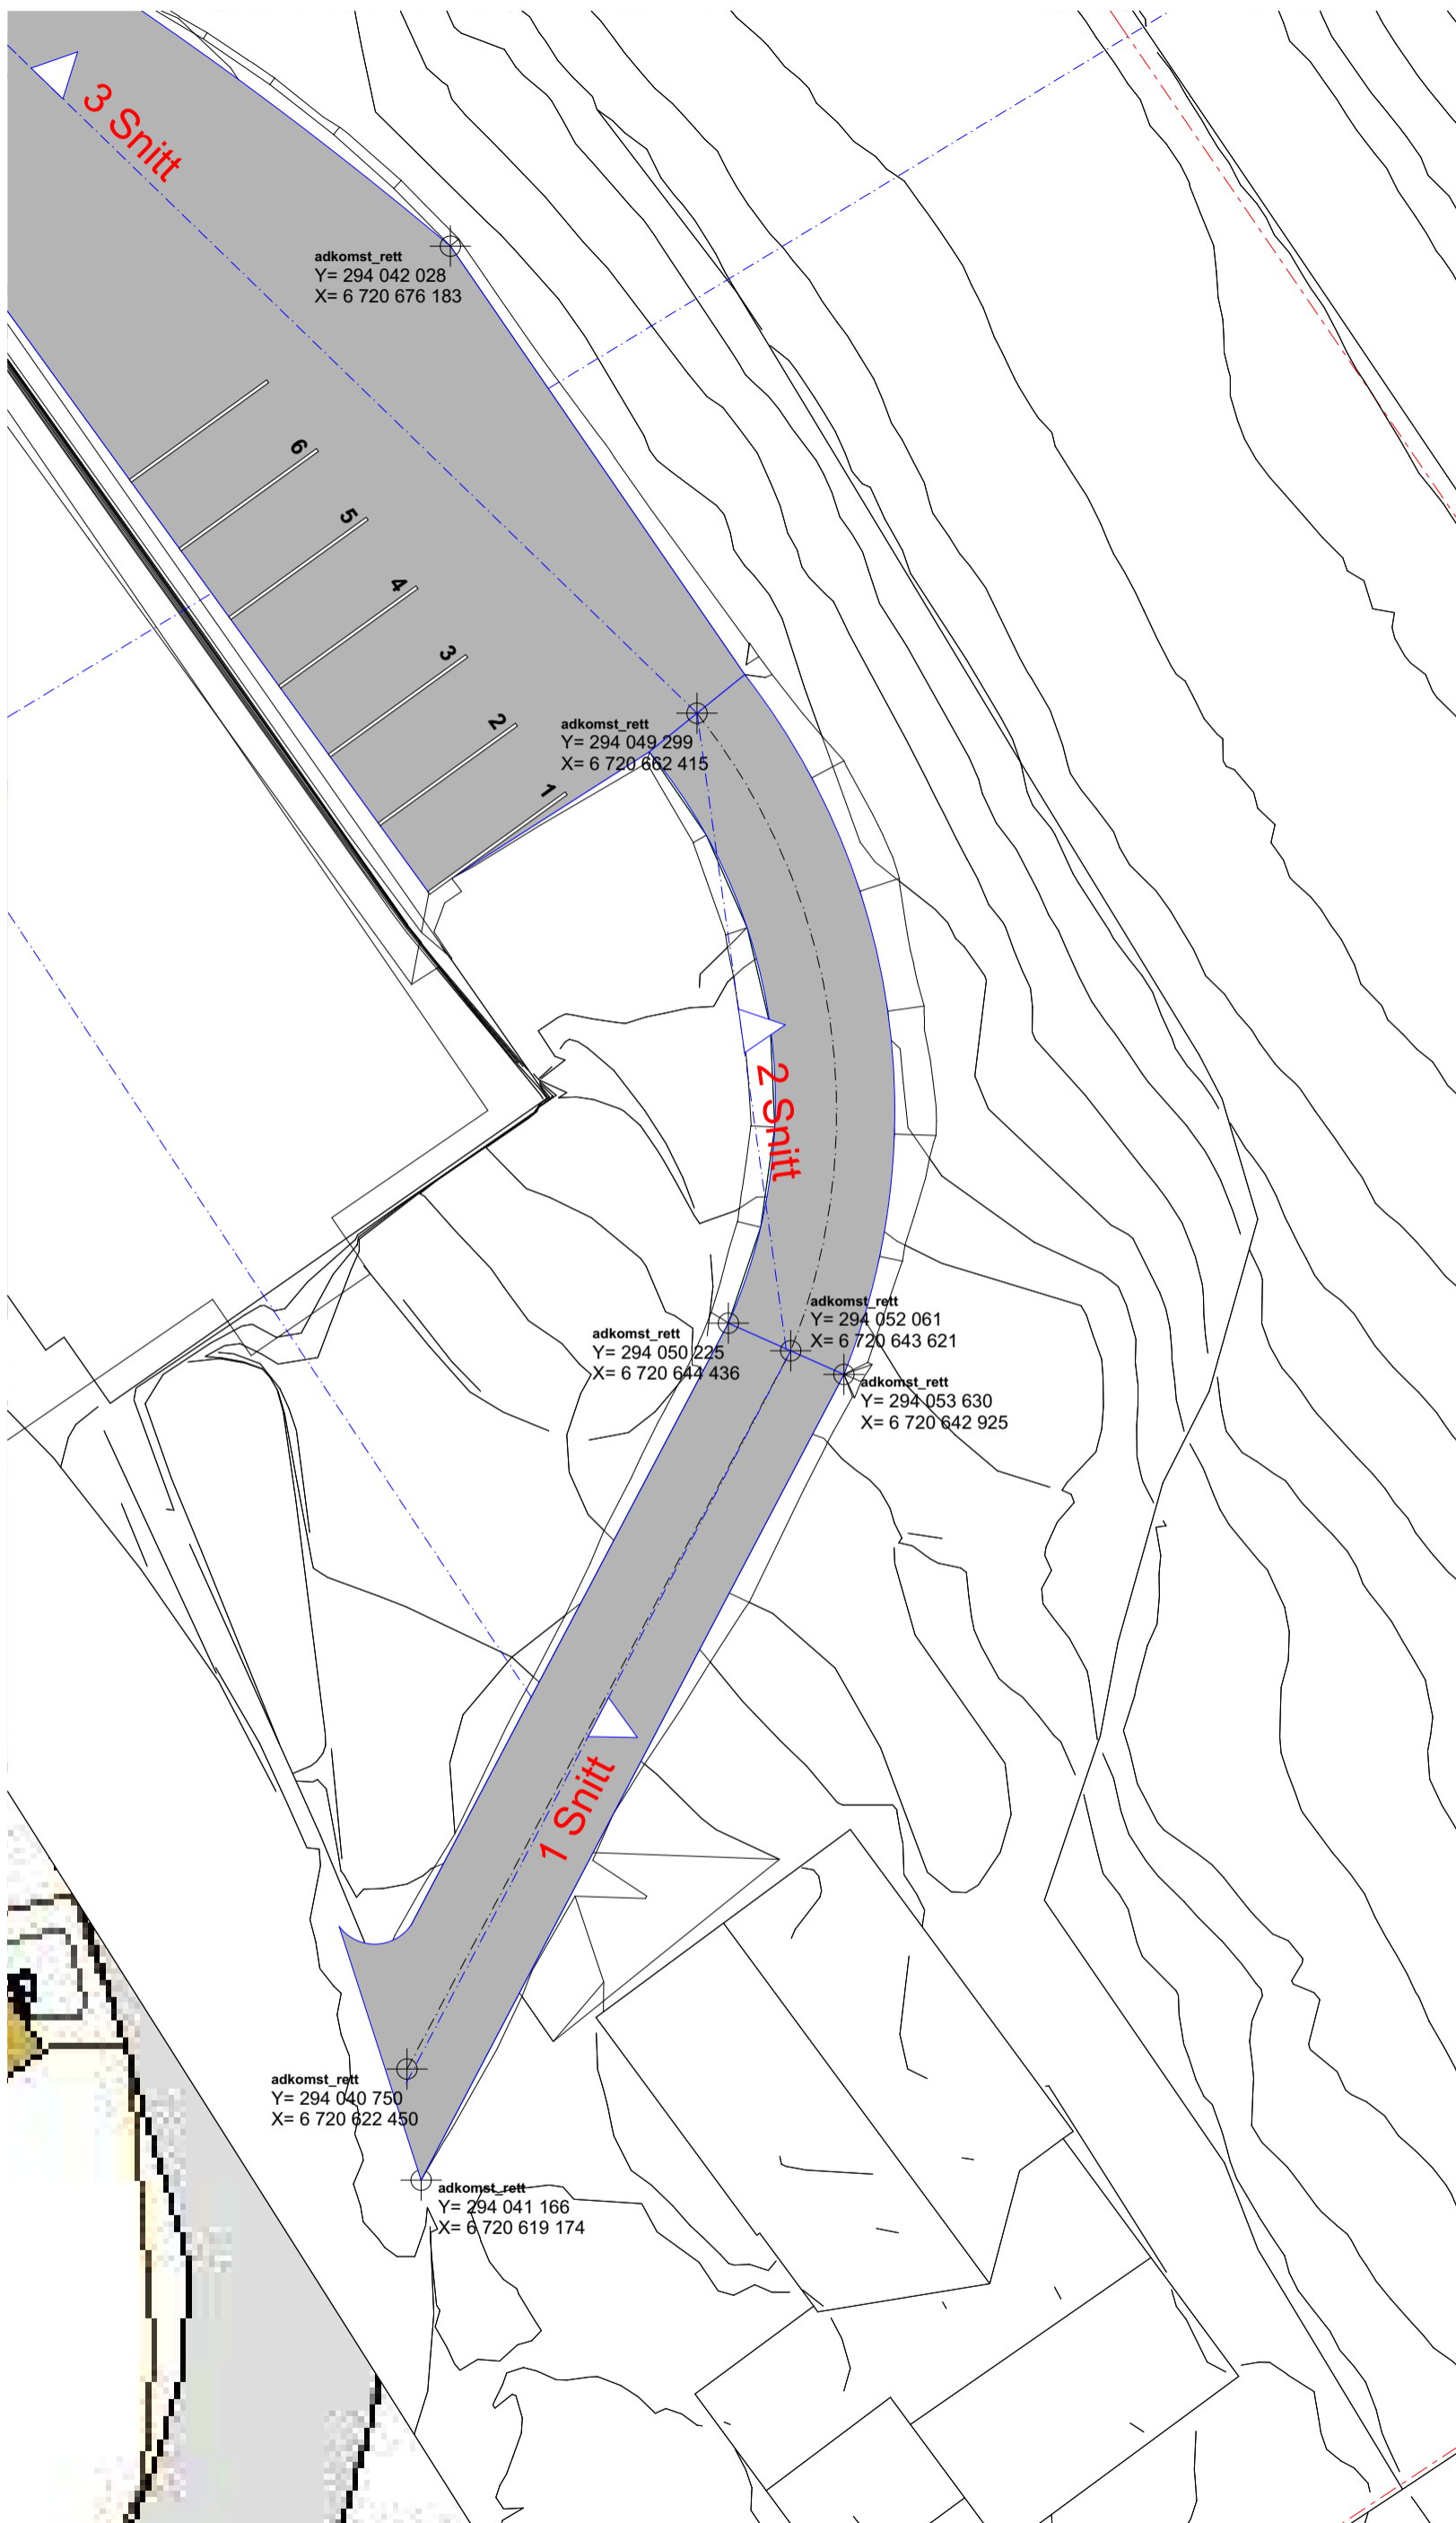 3 Snitt
adkomst_rett
Y= 294 042 028
X= 6 720 676 183
6
5
4
3
2
1
adkomst_rett
Y= 294 049 299
X= 6 720 662 415
2 Snitt
adkomst_rett
Y= 294 052 061
X= 6 720 643 621
adkomst_rett
Y= 294 050 225
X= 6 720 644 436
adkomst_rett
Y= 294 053 630
X= 6 720 642 925
1 Snitt
adkomst_rett
Y= 294 040 750
X= 6 720 622 450
adkomst_rett
Y= 294 041 166
X= 6 720 619 174